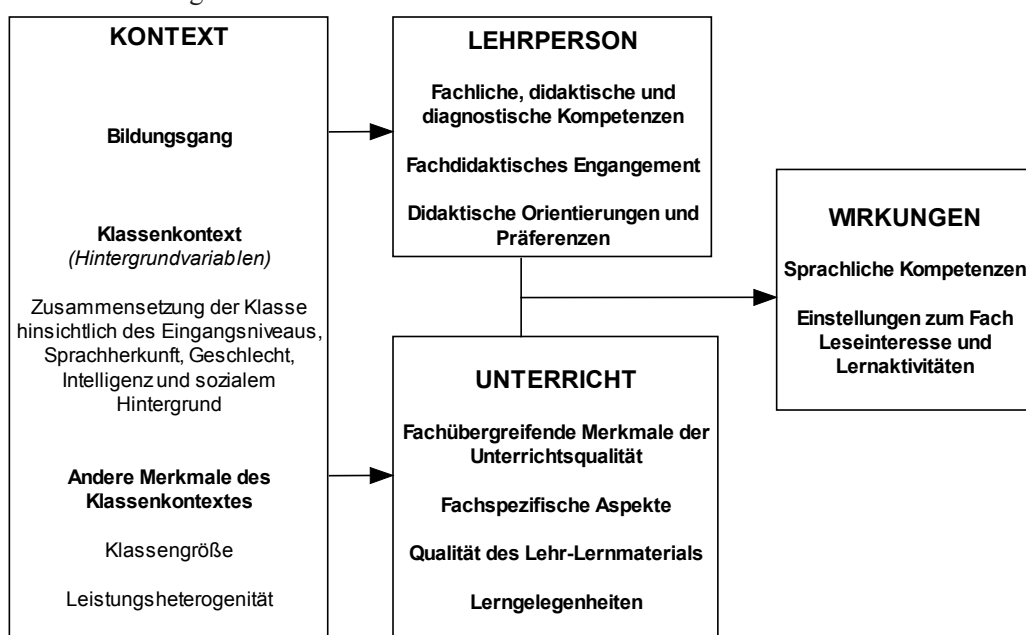 KONTEXT
Bildungsgang
Klassenkontext
(Hintergrundvariablen)
Zusammensetzung der Klasse
hinsichtlich des Eingangsniveaus,
Sprachherkunft, Geschlecht,
Intelligenz und sozialem
Hintergrund
Andere Merkmale des
Klassenkontextes
Klassengröße
Leistungsheterogenität
LEHRPERSON
Fachliche, didaktische und
diagnostische Kompetenzen
Fachdidaktisches Engangement
Didaktische Orientierungen und
Präferenzen
UNTERRICHT
Fachübergreifende Merkmale der
Unterrichtsqualität
Fachspezifische Aspekte
Qualität des Lehr-Lernmaterials
Lerngelegenheiten
WIRKUNGEN
Sprachliche Kompetenzen
Einstellungen zum Fach
Leseinteresse und
Lernaktivitäten